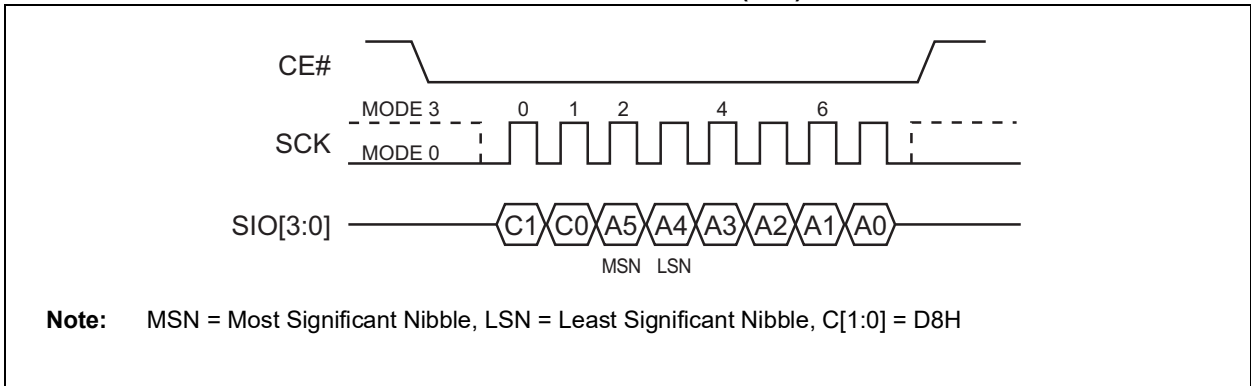 CE#
MODE 3 0 1 2 4 6
SCK
MODE 0
SIO[3:0] C1 C0 A5 A4 A3 A2 A1 A0
MSN LSN
Note: MSN = Most Significant Nibble, LSN = Least Significant Nibble, C[1:0] = D8H